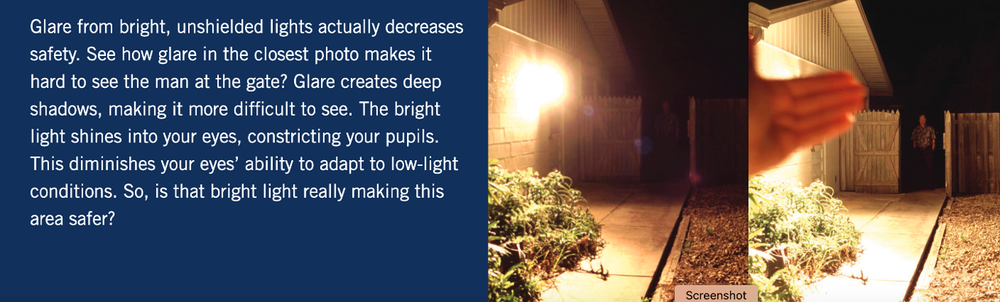 Glare from bright, unshielded lights actually decreases
safety. See how glare in the closest photo makes it
hard to see the man at the gate? Glare creates deep
shadows, making it more difficult to see. The bright
light shines into your eyes, constricting your pupils.
This diminishes your eyes’ ability to adapt to low-light
conditions. So, is that bright light really making this
area safer?
Screenshot